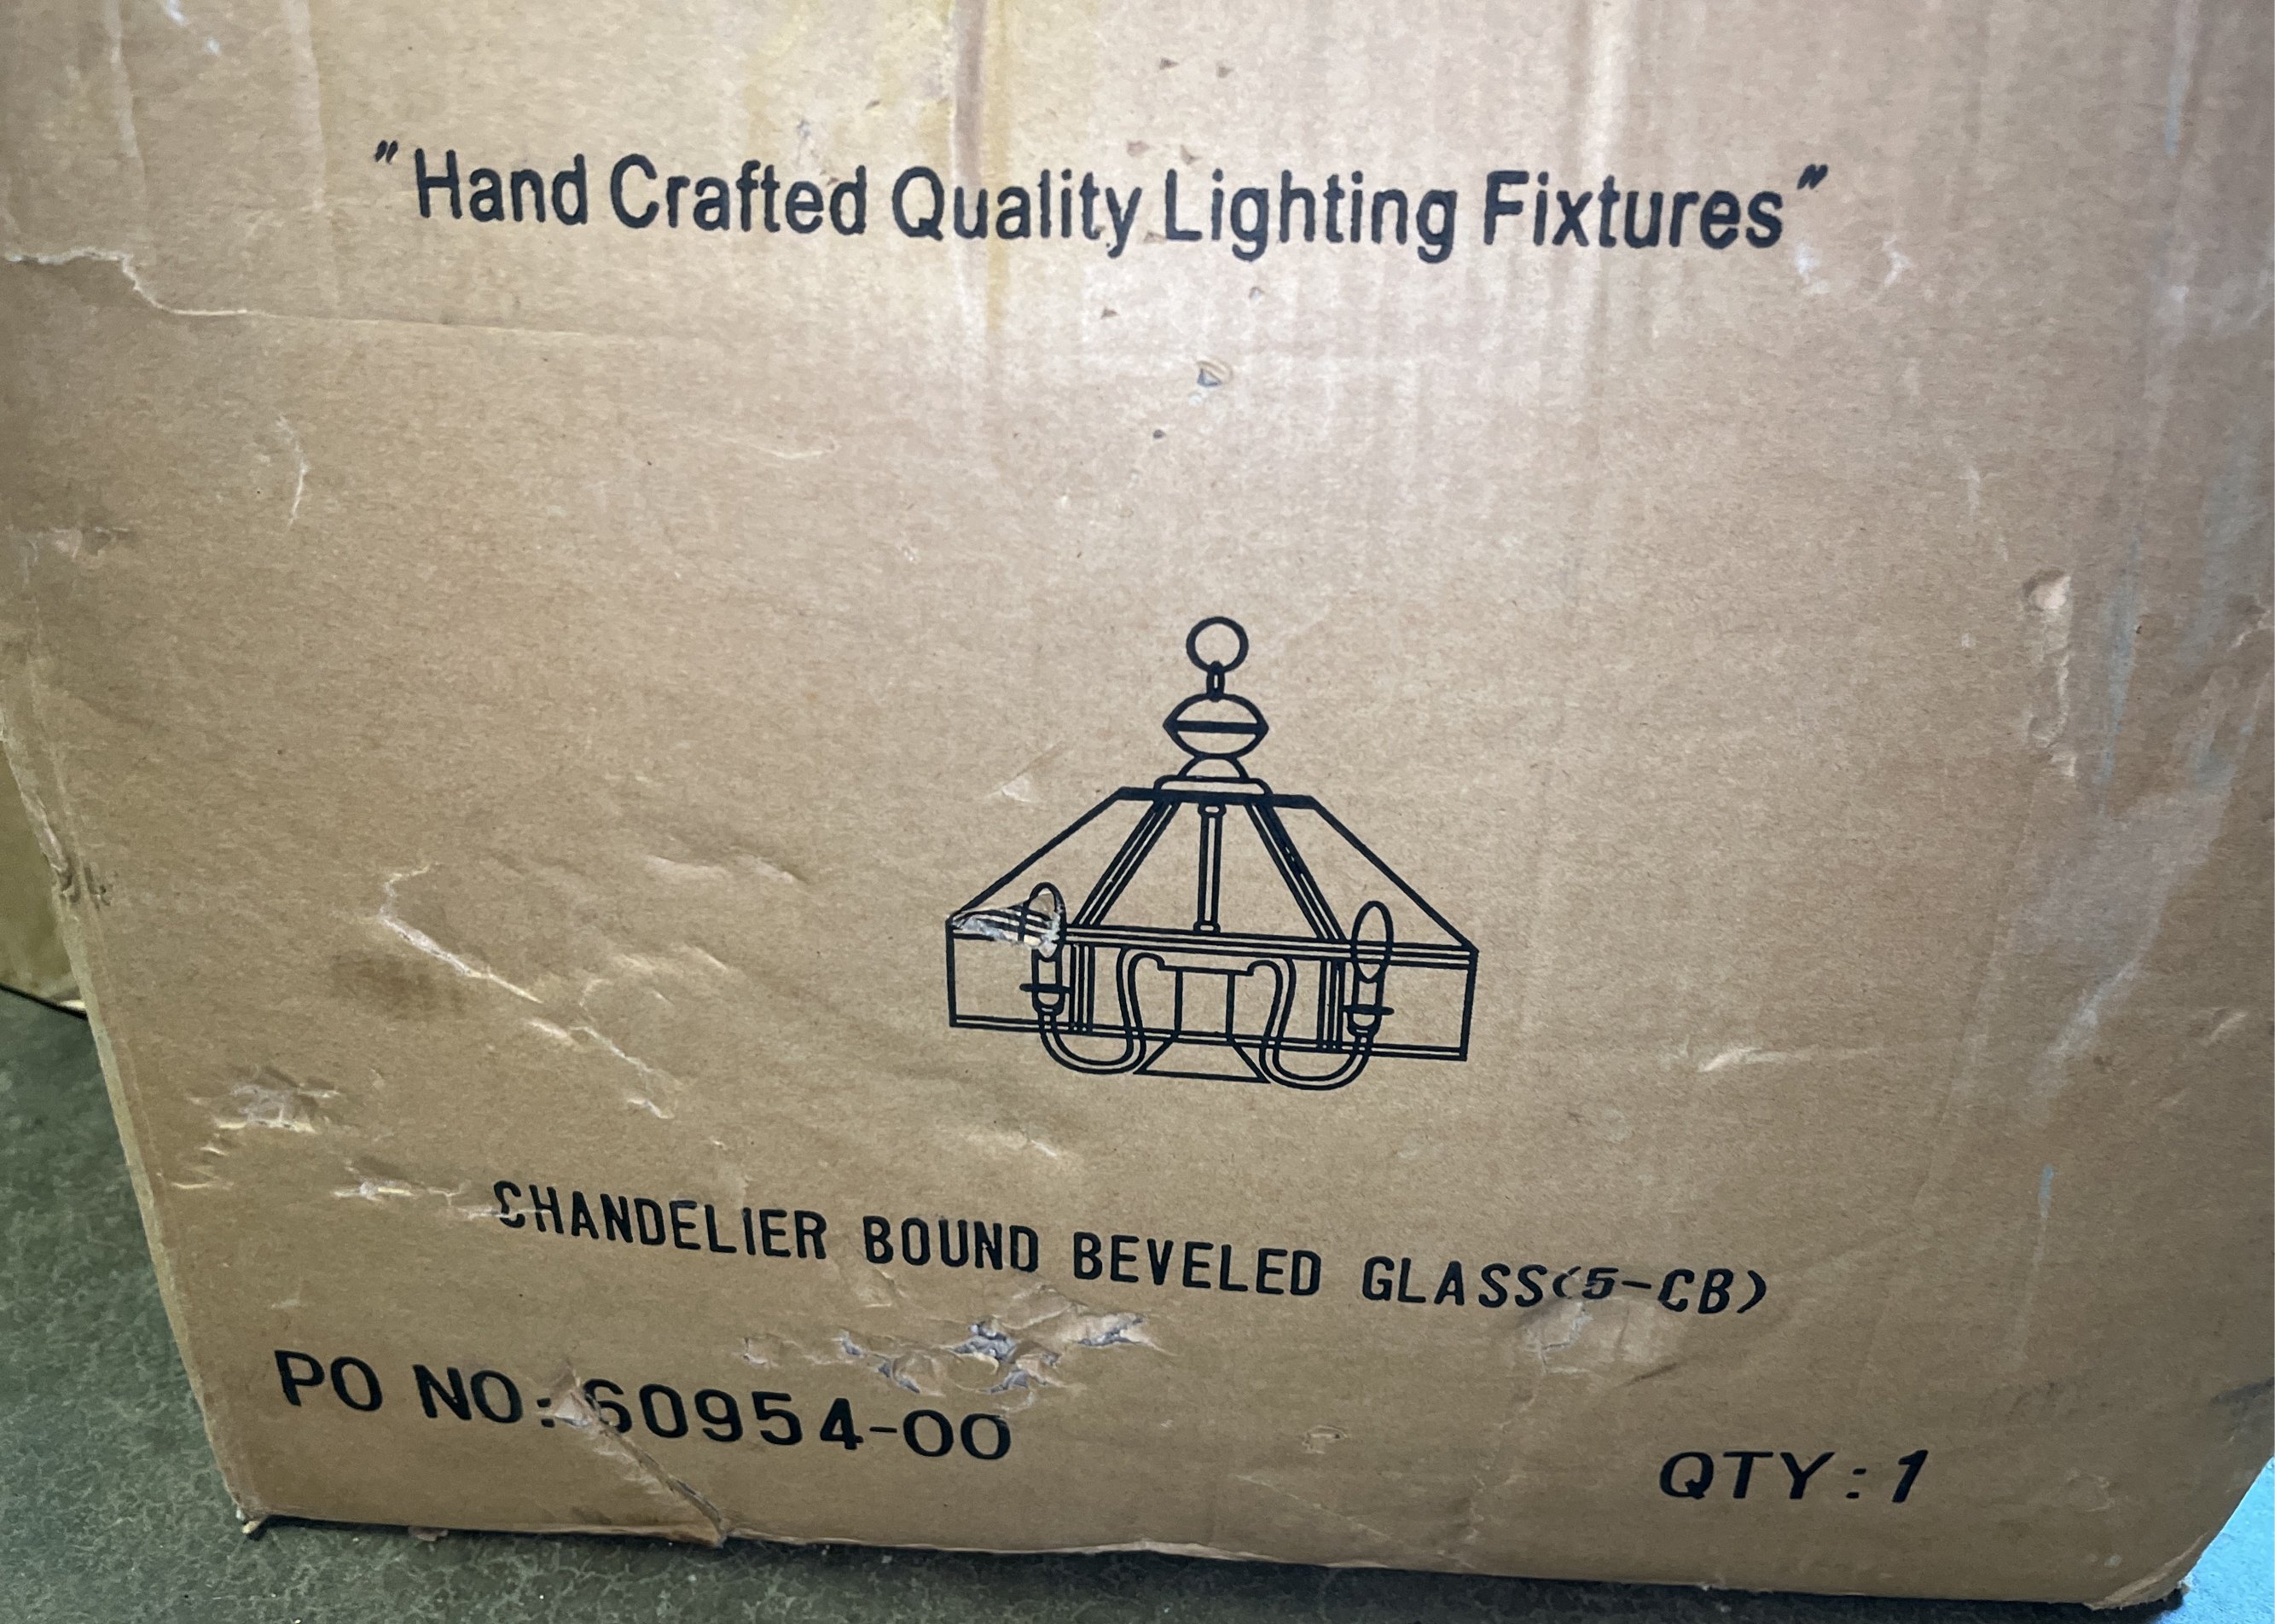 "Hand Crafted Quality Lighting Fixtures"
CHANDELIER BOUND BEVELED GLASS(5-CB)
PO NO: 60954-00
QTY: 1